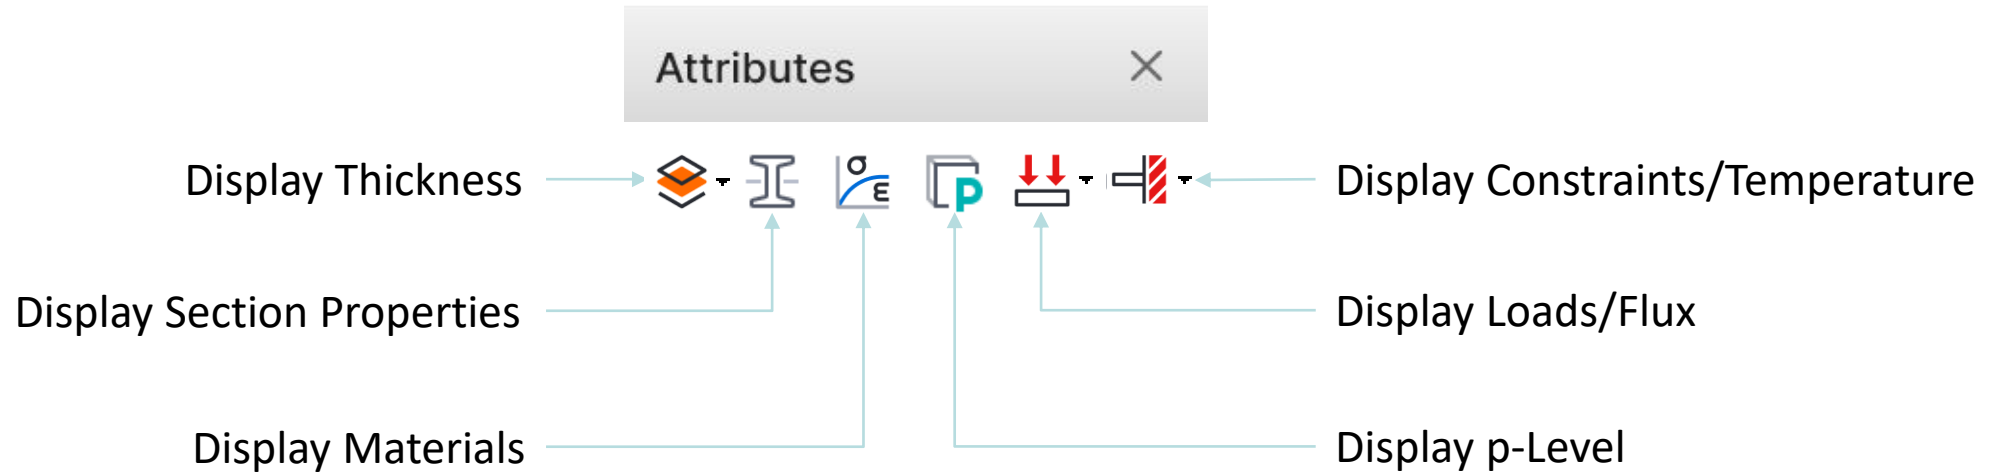 Attributes
σ
ε
p
Display Thickness
Display Constraints/Temperature
Display Section Properties
Display Loads/Flux
Display Materials
Display p-Level